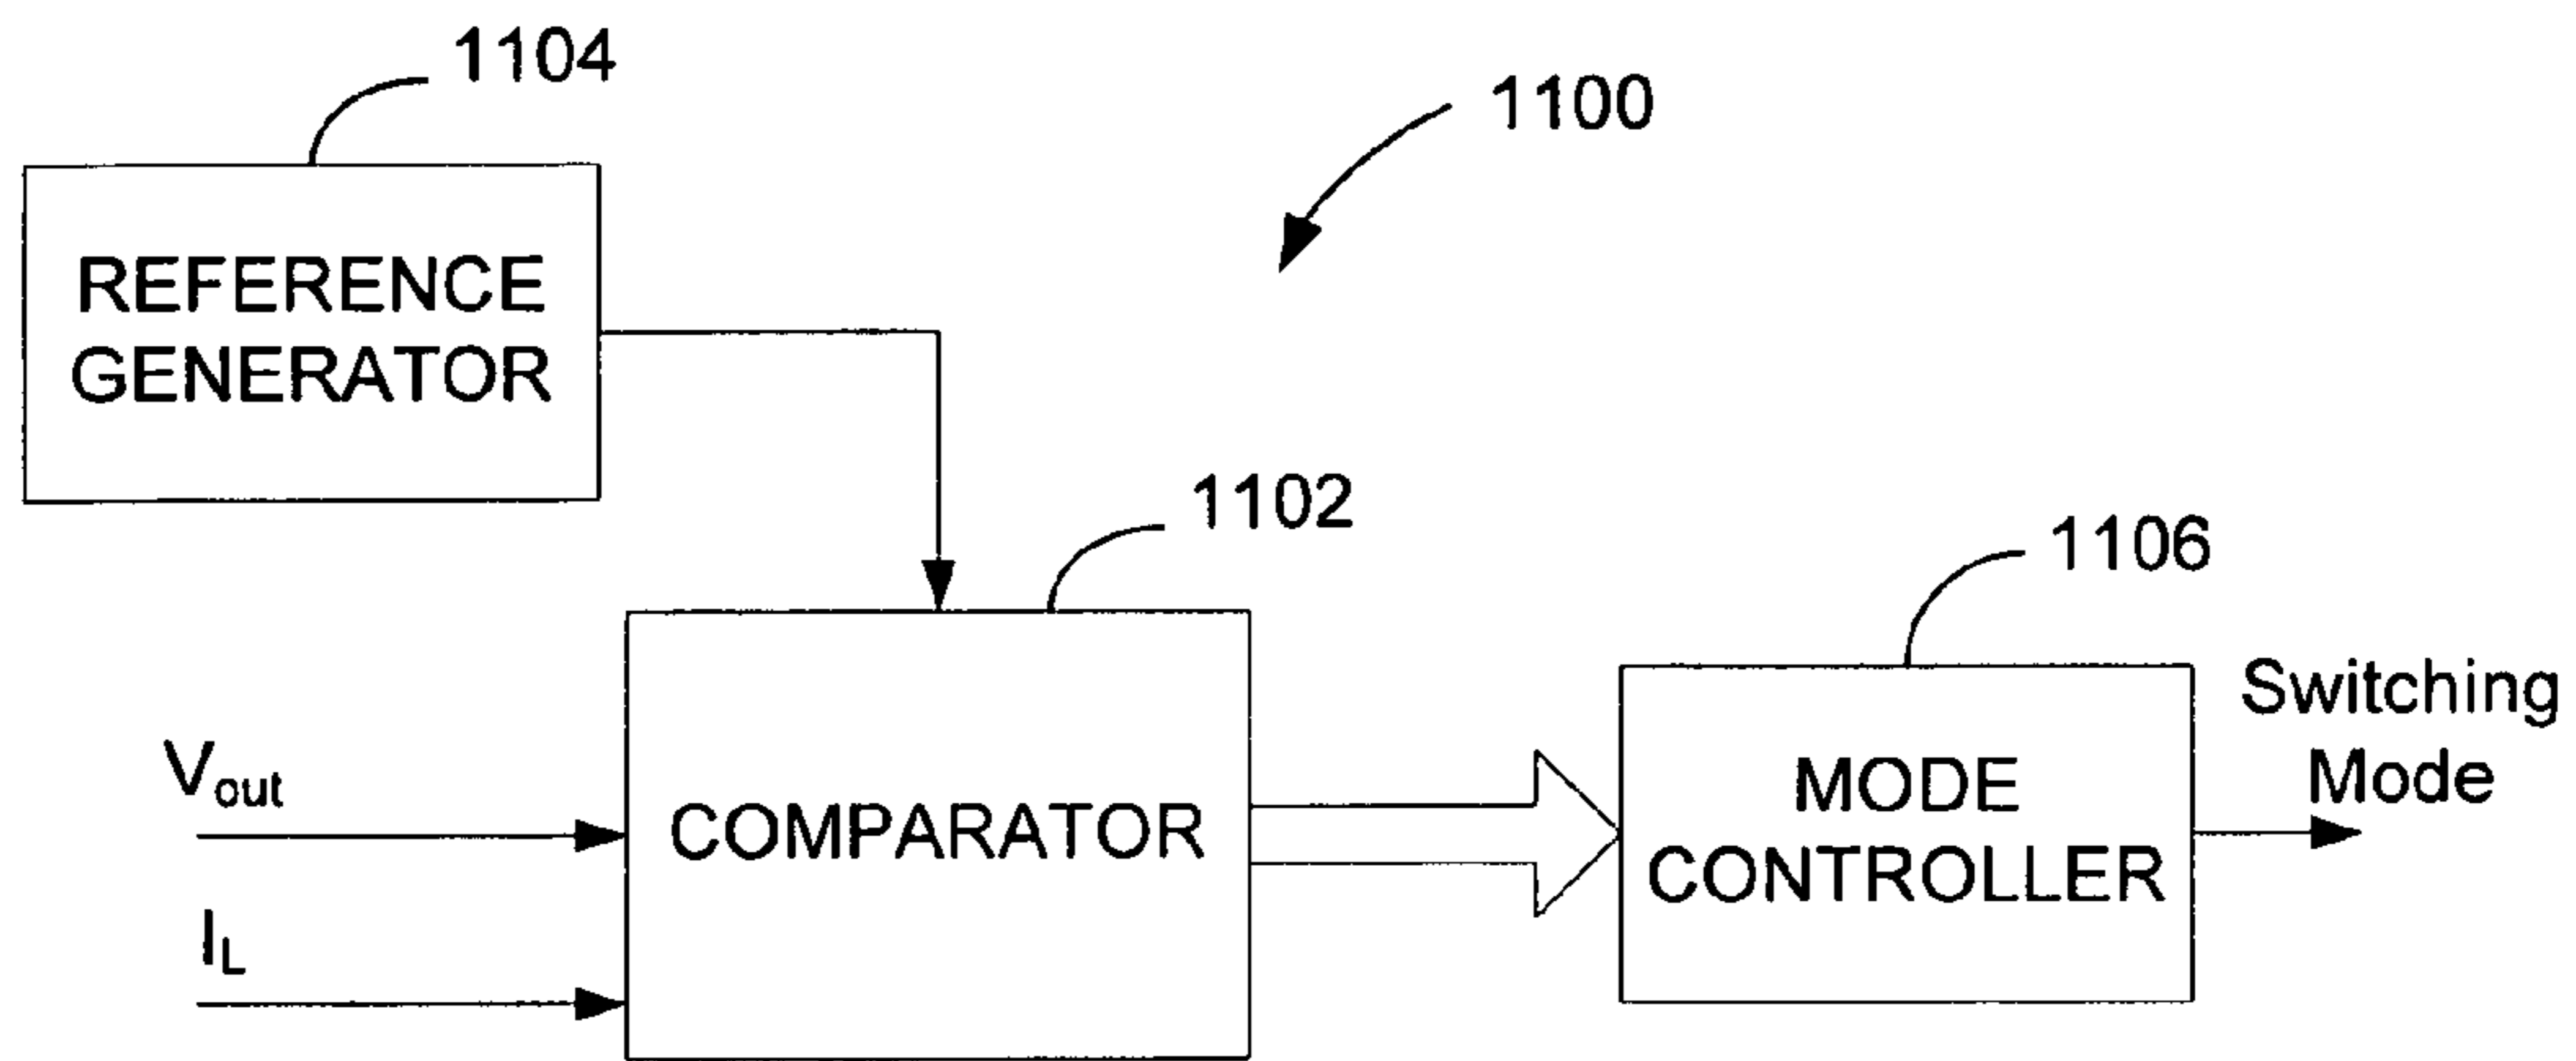 1104
1100
REFERENCE
GENERATOR
1102
1106
Switching
Mode
Vout
COMPARATOR
MODE
CONTROLLER
IL